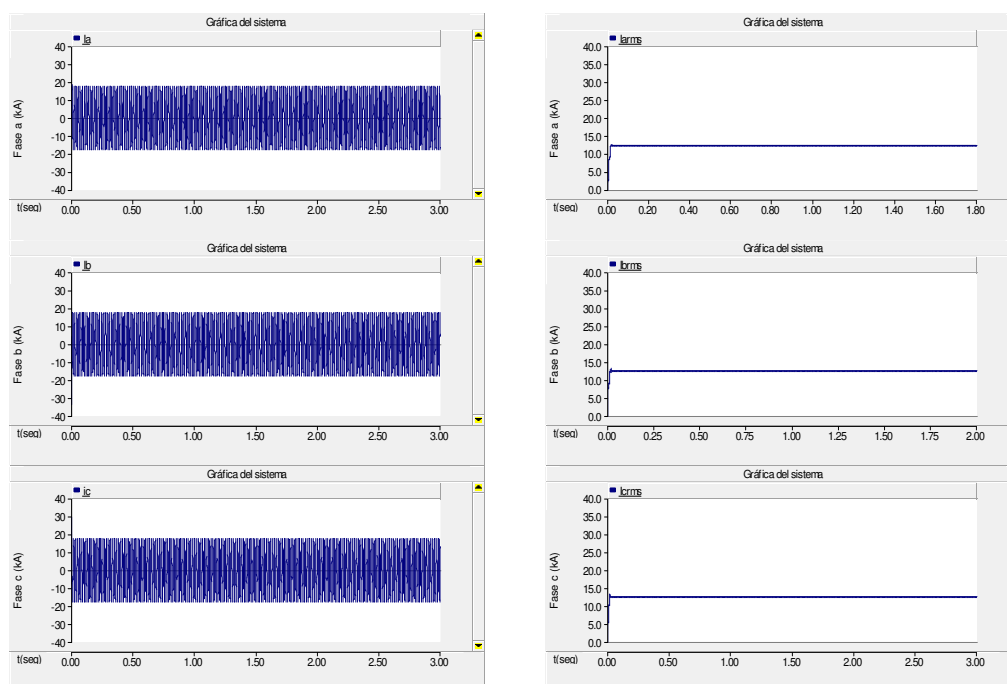 Gráfica del sistema
Ia
Fase a (kA)
40
30
20
10
0
-10
-20
-30
-40
t(seg) 0.00 0.50 1.00 1.50 2.00 2.50 3.00
Gráfica del sistema
Ib
Fase b (kA)
40
30
20
10
0
-10
-20
-30
-40
t(seg) 0.00 0.50 1.00 1.50 2.00 2.50 3.00
Gráfica del sistema
ic
Fase c (kA)
40
30
20
10
0
-10
-20
-30
-40
t(seg) 0.00 0.50 1.00 1.50 2.00 2.50 3.00
Gráfica del sistema
Iarms
Fase a (kA)
40.0
35.0
30.0
25.0
20.0
15.0
10.0
5.0
0.0
t(seg) 0.00 0.20 0.40 0.60 0.80 1.00 1.20 1.40 1.60 1.80
Gráfica del sistema
Ibrms
Fase b (kA)
40.0
35.0
30.0
25.0
20.0
15.0
10.0
5.0
0.0
t(seg) 0.00 0.25 0.50 0.75 1.00 1.25 1.50 1.75 2.00
Gráfica del sistema
Icrms
Fase c (kA)
40.0
35.0
30.0
25.0
20.0
15.0
10.0
5.0
0.0
t(seg) 0.00 0.50 1.00 1.50 2.00 2.50 3.00